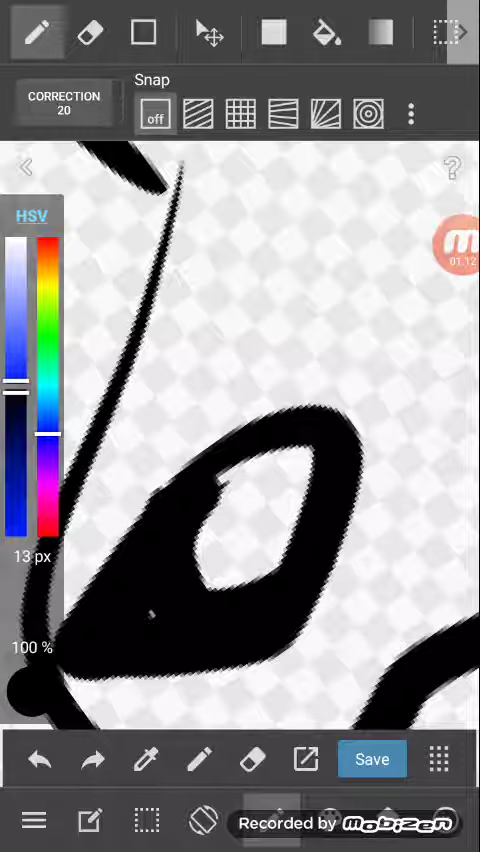 Snap
CORRECTION
20
off
HSV
01.12
13 px
100 %
Save
Recorded by mobizen